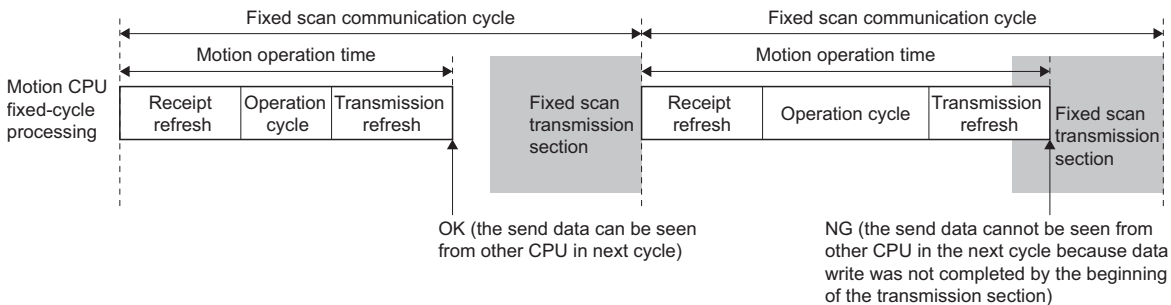 Fixed scan communication cycle
Fixed scan communication cycle
Motion operation time
Motion operation time
Motion CPU
fixed-cycle
processing
Receipt
refresh
Operation
cycle
Transmission
refresh
Fixed scan
transmission
section
Receipt
refresh
Operation cycle
Transmission
refresh
Fixed scan
transmission
section
OK (the send data can be seen
from other CPU in next cycle)
NG (the send data cannot be seen from
other CPU in the next cycle because data
write was not completed by the beginning
of the transmission section)